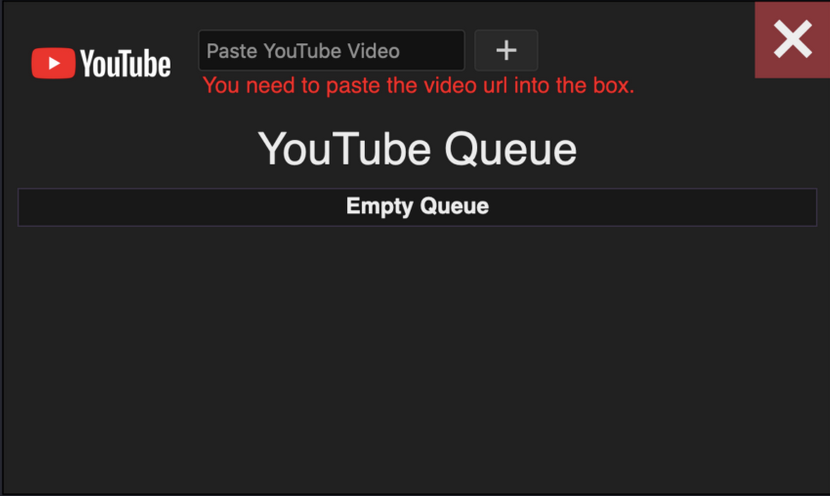 YouTube
Paste YouTube Video
You need to paste the video url into the box.
YouTube Queue
Empty Queue